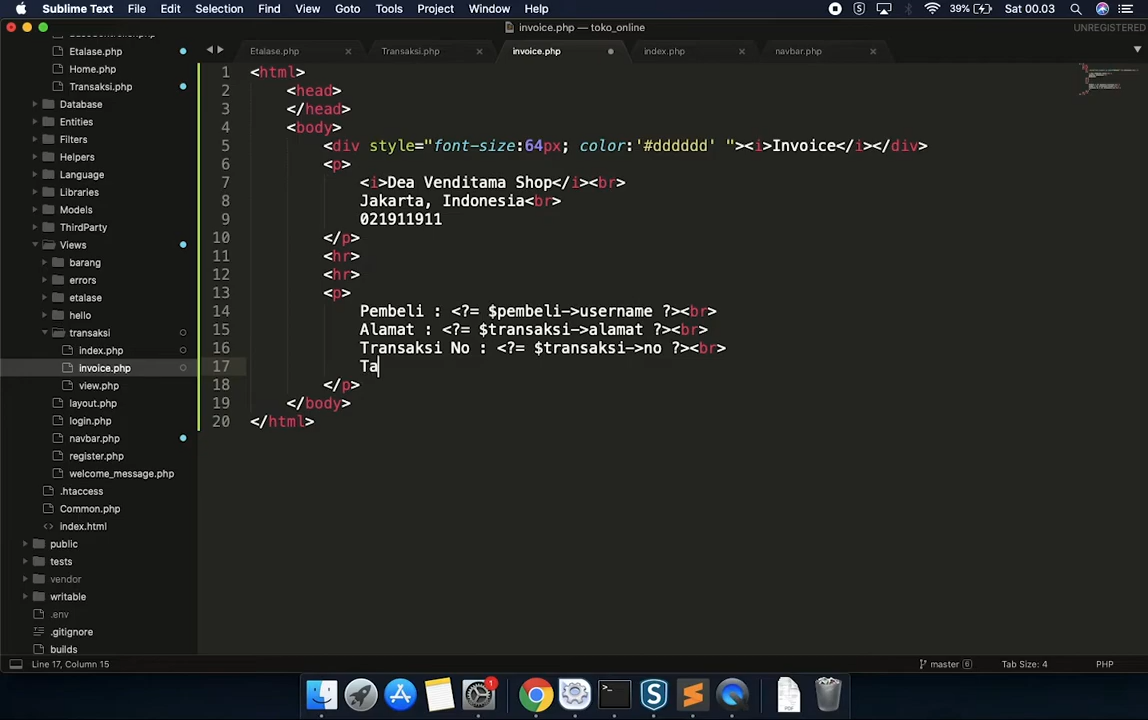 Sublime Text File Edit Selection Find View Goto Tools Project Window Help 39% Sat 00.03
invoice.php — toko_online UNREGISTERED
Etalase.php Transaksi.php invoice.php index.php navbar.php
Etalase.php
Home.php
Transaksi.php
Database
Entities
Filters
Helpers
Language
Libraries
Models
ThirdParty
Views
barang
errors
etalase
hello
transaksi
index.php
invoice.php
view.php
layout.php
login.php
navbar.php
register.php
welcome_message.php
.htaccess
Common.php
index.html
public
tests
vendor
writable
.env
.gitignore
builds
1 <html>
2 <head>
3 </head>
4 <body>
5 <div style="font-size:64px; color:'#dddddd' "><i>Invoice</i></div>
6 <p>
7 <i>Dea Venditama Shop</i><br>
8 Jakarta, Indonesia<br>
9 021911911
10 </p>
11 <hr>
12 <hr>
13 <p>
14 Pembeli : <?= $pembeli->username ?><br>
15 Alamat : <?= $transaksi->alamat ?><br>
16 Transaksi No : <?= $transaksi->no ?><br>
17 Ta
18 </p>
19 </body>
20 </html>
Line 17, Column 15 master 6 Tab Size: 4 PHP
1
PDF